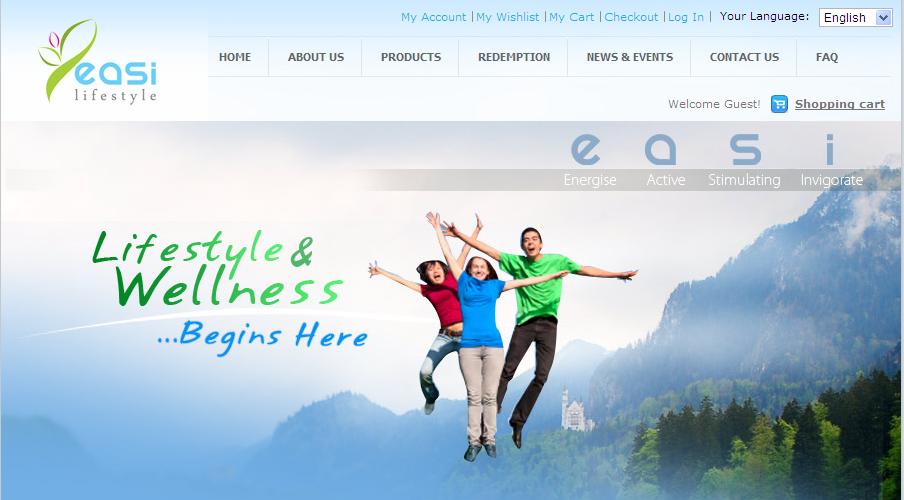 My Account | My Wishlist | My Cart | Checkout | Log In | Your Language: English
easi
lifestyle
HOME ABOUT US PRODUCTS REDEMPTION NEWS & EVENTS CONTACT US FAQ
Welcome Guest! Shopping cart
e a s i
Energise Active Stimulating Invigorate
Lifestyle &
Wellness
...Begins Here